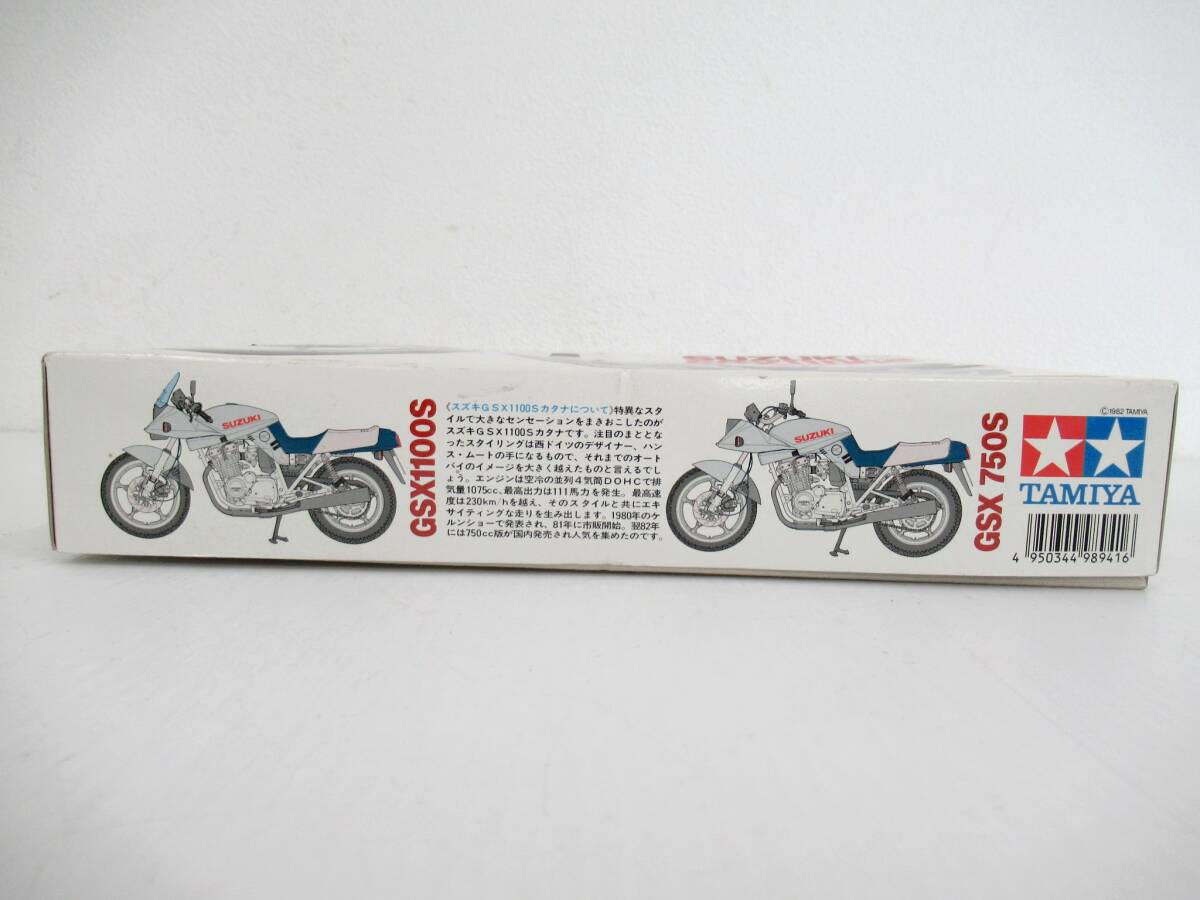 SUZUKI
GSX1100S
《スズキGSX1100Sカタナについて》特異なスタ
イルで大きなセンセーションをまきおこしたのが
スズキGSX1100Sカタナです。注目のまととな
ったスタイリングは西ドイツのデザイナー、ハン
ス・ムートの手になるもので、それまでのオート
バイのイメージを大きく越えたものと言えるでし
ょう。エンジンは空冷の並列4気筒DOHCで排
気量1075cc、最高出力は111馬力を発生。最高速
度は230km/hを越え、そのスタイルと共にエキ
サイティングな走りを生み出します。1980年のケ
ルンショーで発表され、81年に市販開始。翌82年
には750cc版が国内発売され人気を集めたのです。
SUZUKI
GSX 750S
©1982 TAMIYA
TAMIYA
4 950344 989416